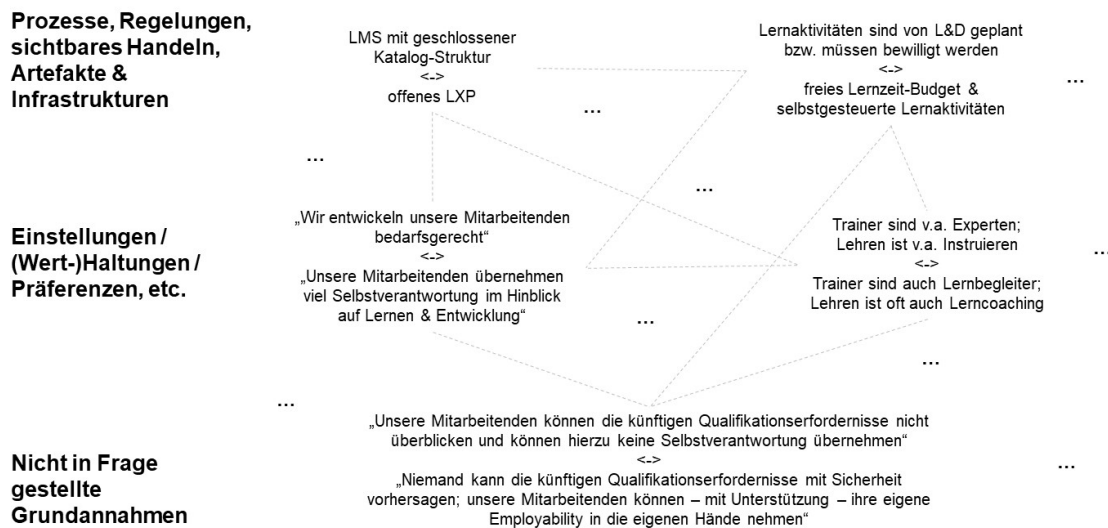 Prozesse, Regelungen,
sichtbares Handeln,
Artefakte &
Infrastrukturen
LMS mit geschlossener
Katalog-Struktur
<->
offenes LXP
Lernaktivitäten sind von L&D geplant
bzw. müssen bewilligt werden
<->
freies Lernzeit-Budget &
selbstgesteuerte Lernaktivitäten
...
...
...
...
Einstellungen /
(Wert-)Haltungen /
Präferenzen, etc.
„Wir entwickeln unsere Mitarbeitenden
bedarfsgerecht“
<->
„Unsere Mitarbeitenden übernehmen
viel Selbstverantwortung im Hinblick
auf Lernen & Entwicklung“
Trainer sind v.a. Experten;
Lehren ist v.a. Instruieren
<->
Trainer sind auch Lernbegleiter;
Lehren ist oft auch Lerncoaching
...
...
...
...
Nicht in Frage
gestellte
Grundannahmen
„Unsere Mitarbeitenden können die künftigen Qualifikationserfordernisse nicht
überblicken und können hierzu keine Selbstverantwortung übernehmen“
<->
„Niemand kann die künftigen Qualifikationserfordernisse mit Sicherheit
vorhersagen; unsere Mitarbeitenden können – mit Unterstützung – ihre eigene
Employability in die eigenen Hände nehmen“
...